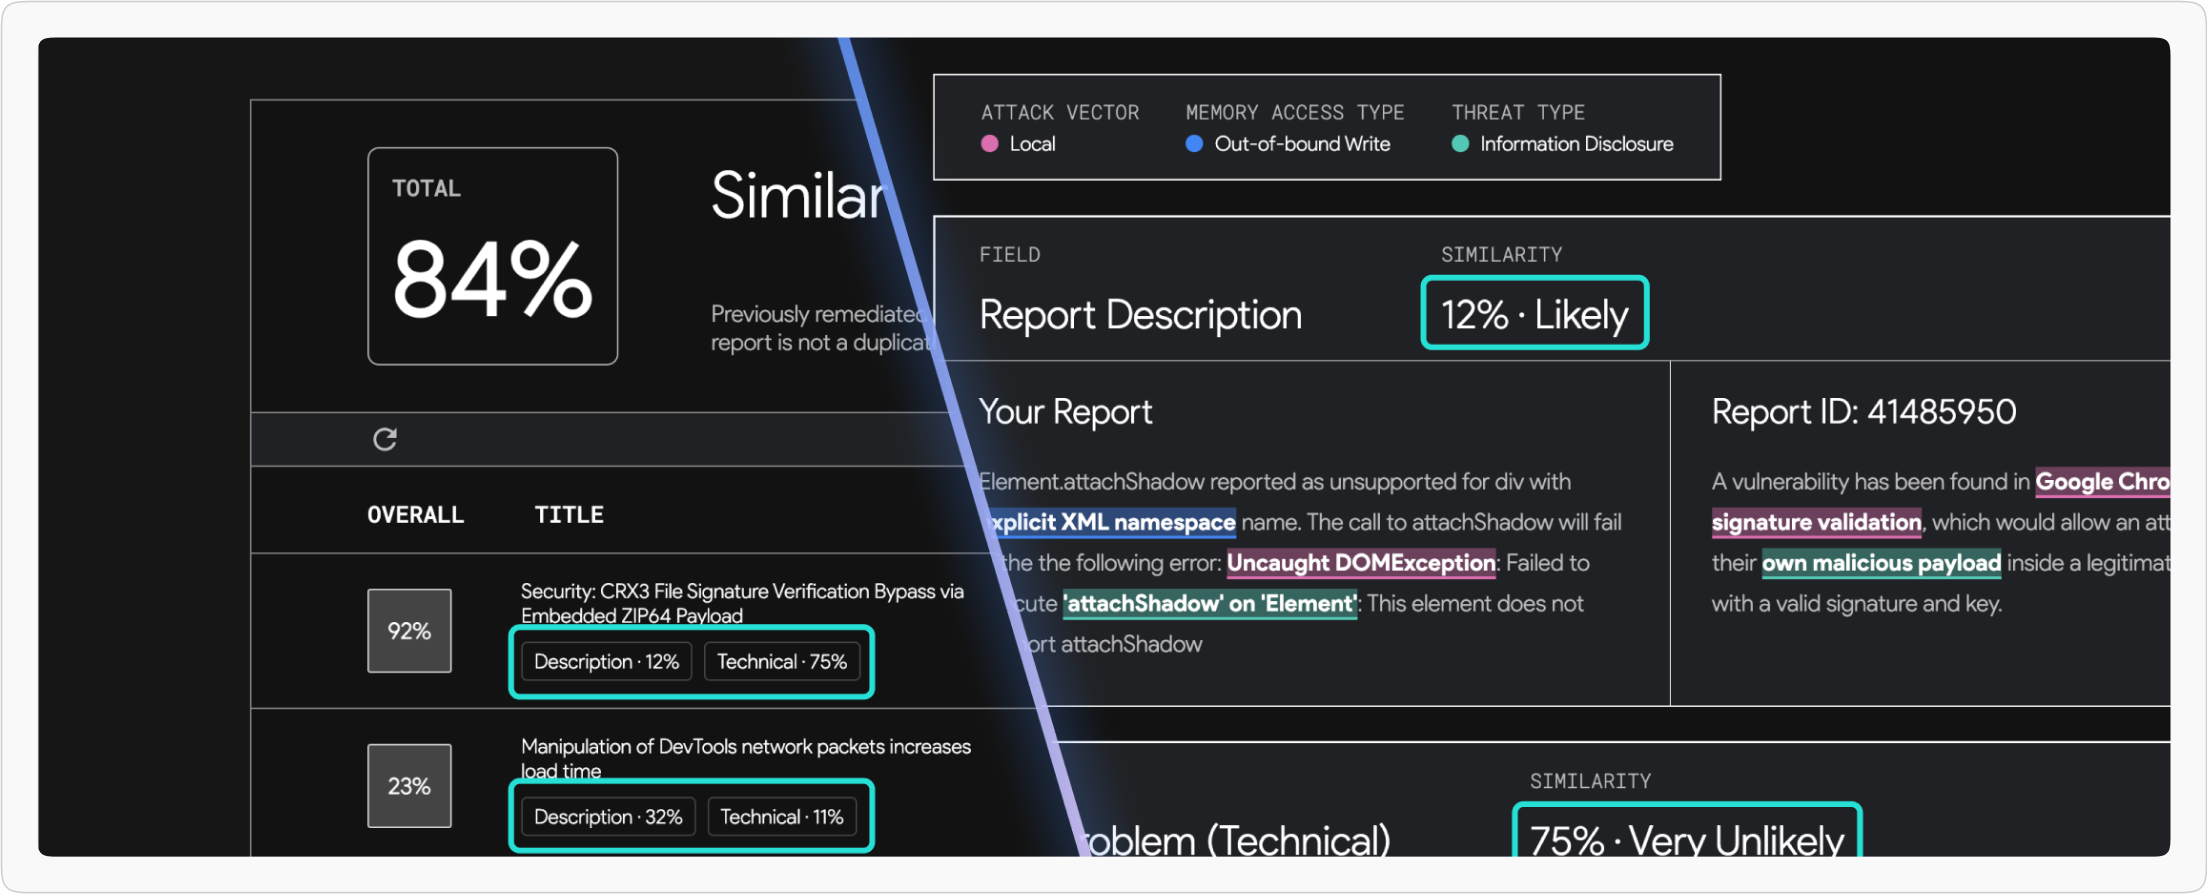 TOTAL
84%
Similar
Previously remediated
report is not a duplicat
OVERALL
TITLE
92%
Security: CRX3 File Signature Verification Bypass via
Embedded ZIP64 Payload
Description · 12%
Technical · 75%
23%
Manipulation of DevTools network packets increases
load time
Description · 32%
Technical · 11%
ATTACK VECTOR
Local
MEMORY ACCESS TYPE
Out-of-bound Write
THREAT TYPE
Information Disclosure
FIELD
Report Description
SIMILARITY
12% · Likely
Your Report
Element.attachShadow reported as unsupported for div with
xplicit XML namespace name. The call to attachShadow will fail
the the following error: Uncaught DOMException: Failed to
cute 'attachShadow' on 'Element': This element does not
ort attachShadow
Report ID: 41485950
A vulnerability has been found in Google Chro
signature validation, which would allow an att
their own malicious payload inside a legitimat
with a valid signature and key.
roblem (Technical)
SIMILARITY
75% · Very Unlikely